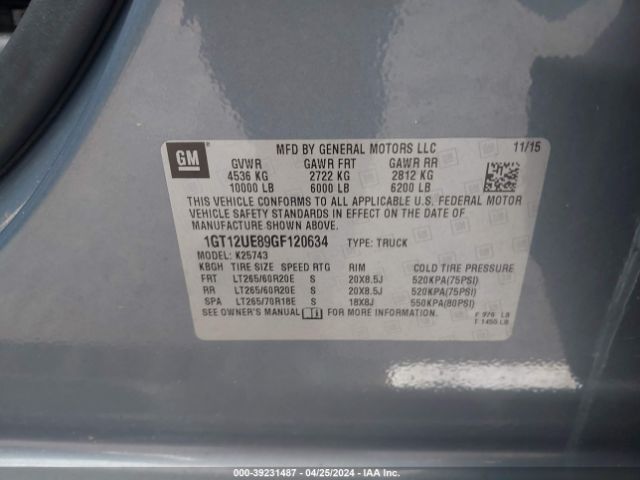 GM
MFD BY GENERAL MOTORS LLC 11/15
GVWR GAWR FRT GAWR RR
4536 KG 2722 KG 2812 KG
10000 LB 6000 LB 6200 LB
THIS VEHICLE CONFORMS TO ALL APPLICABLE U.S. FEDERAL MOTOR
VEHICLE SAFETY STANDARDS IN EFFECT ON THE DATE OF
MANUFACTURE SHOWN ABOVE.
1GT12UE89GF120634 TYPE: TRUCK
MODEL: K25743
KBGH TIRE SIZE SPEED RTG RIM COLD TIRE PRESSURE
FRT LT265/60R20E S 20X8.5J 520KPA(75PSI)
RR LT265/60R20E S 20X8.5J 520KPA(75PSI)
SPA LT265/70R18E S 18X8J 550KPA(80PSI)
SEE OWNER'S MANUAL FOR MORE INFORMATION.
F 976 LB
F 1450 LB
000-39231487 - 04/25/2024 - IAA Inc.